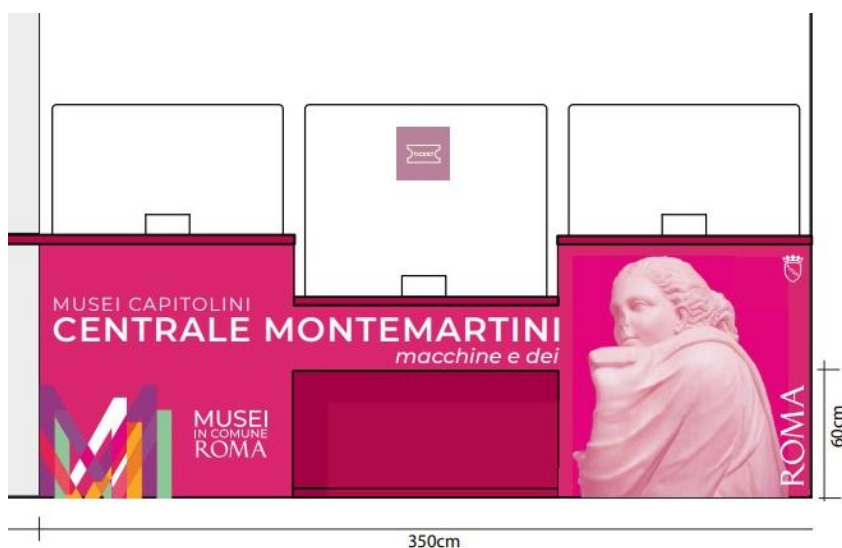 TICKET
MUSEI CAPITOLINI
CENTRALE MONTEMARTINI
macchine e dei
MUSEI
IN COMUNE
ROMA
ROMA
60cm
350cm